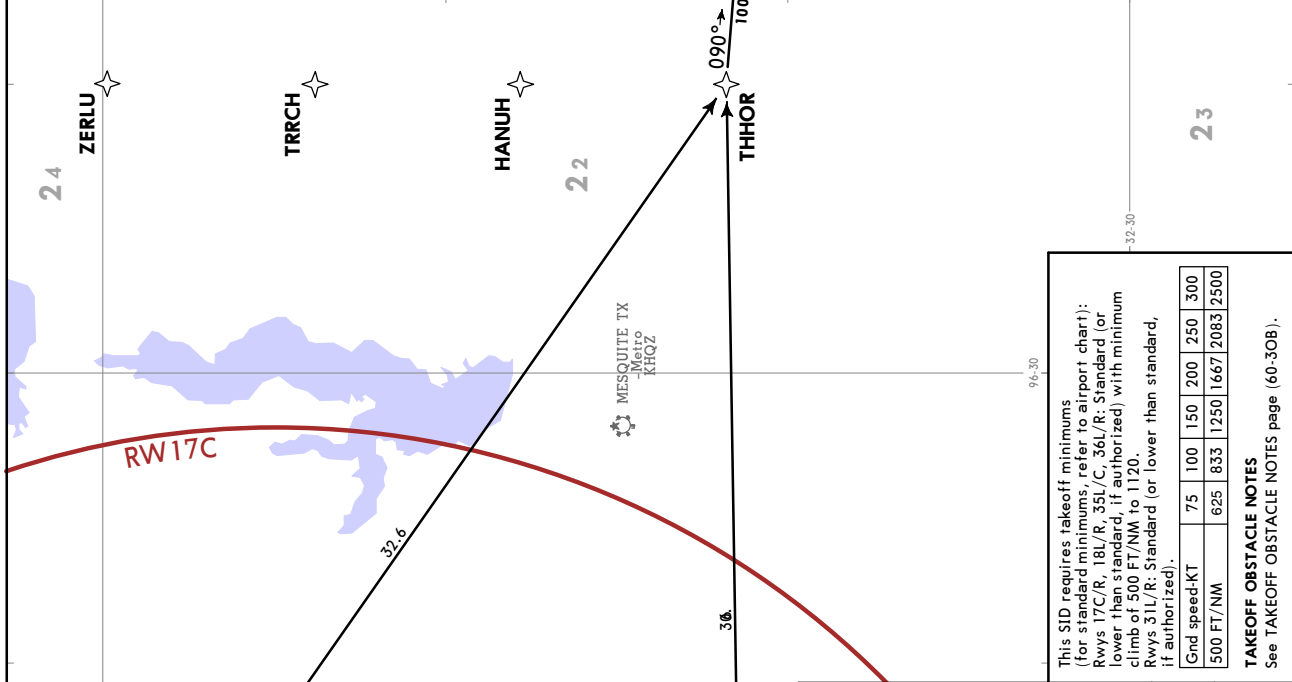 ZERLU
TRRCH
HANUH
THHOR
090°
100
24
22
23
RW17C
32.6
MESQUITE TX
-Metro
KHQZ
96-30
32-30
This SID requires takeoff minimums
(for standard minimums, refer to airport chart):
Rwys 17C/R, 18L/R, 35L/C, 36L/R: Standard (or
lower than standard, if authorized) with minimum
climb of 500 FT/NM to 1120.
Rwys 31L/R: Standard (or lower than standard,
if authorized).
Gnd speed-KT 75 100 150 200 250 300
500 FT/NM 625 833 1250 1667 2083 2500
TAKEOFF OBSTACLE NOTES
See TAKEOFF OBSTACLE NOTES page (60-3OB).